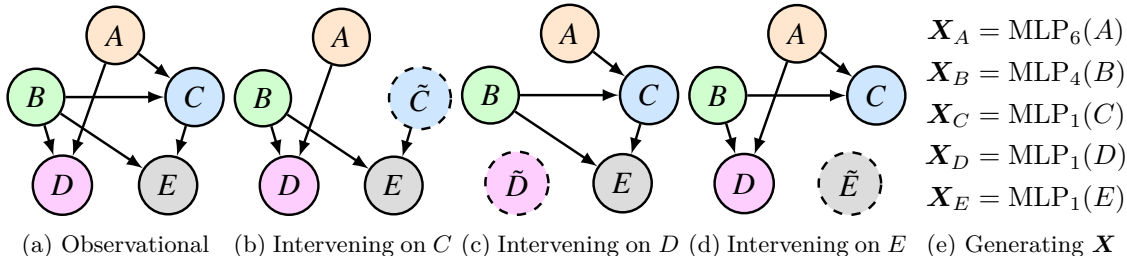 A
B
C
D
E
(a) Observational
A
B
C̃
D
E
(b) Intervening on C
A
B
C
D̃
E
(c) Intervening on D
A
B
C
D
Ẽ
(d) Intervening on E
X_A = MLP_6(A)
X_B = MLP_4(B)
X_C = MLP_1(C)
X_D = MLP_1(D)
X_E = MLP_1(E)
(e) Generating X